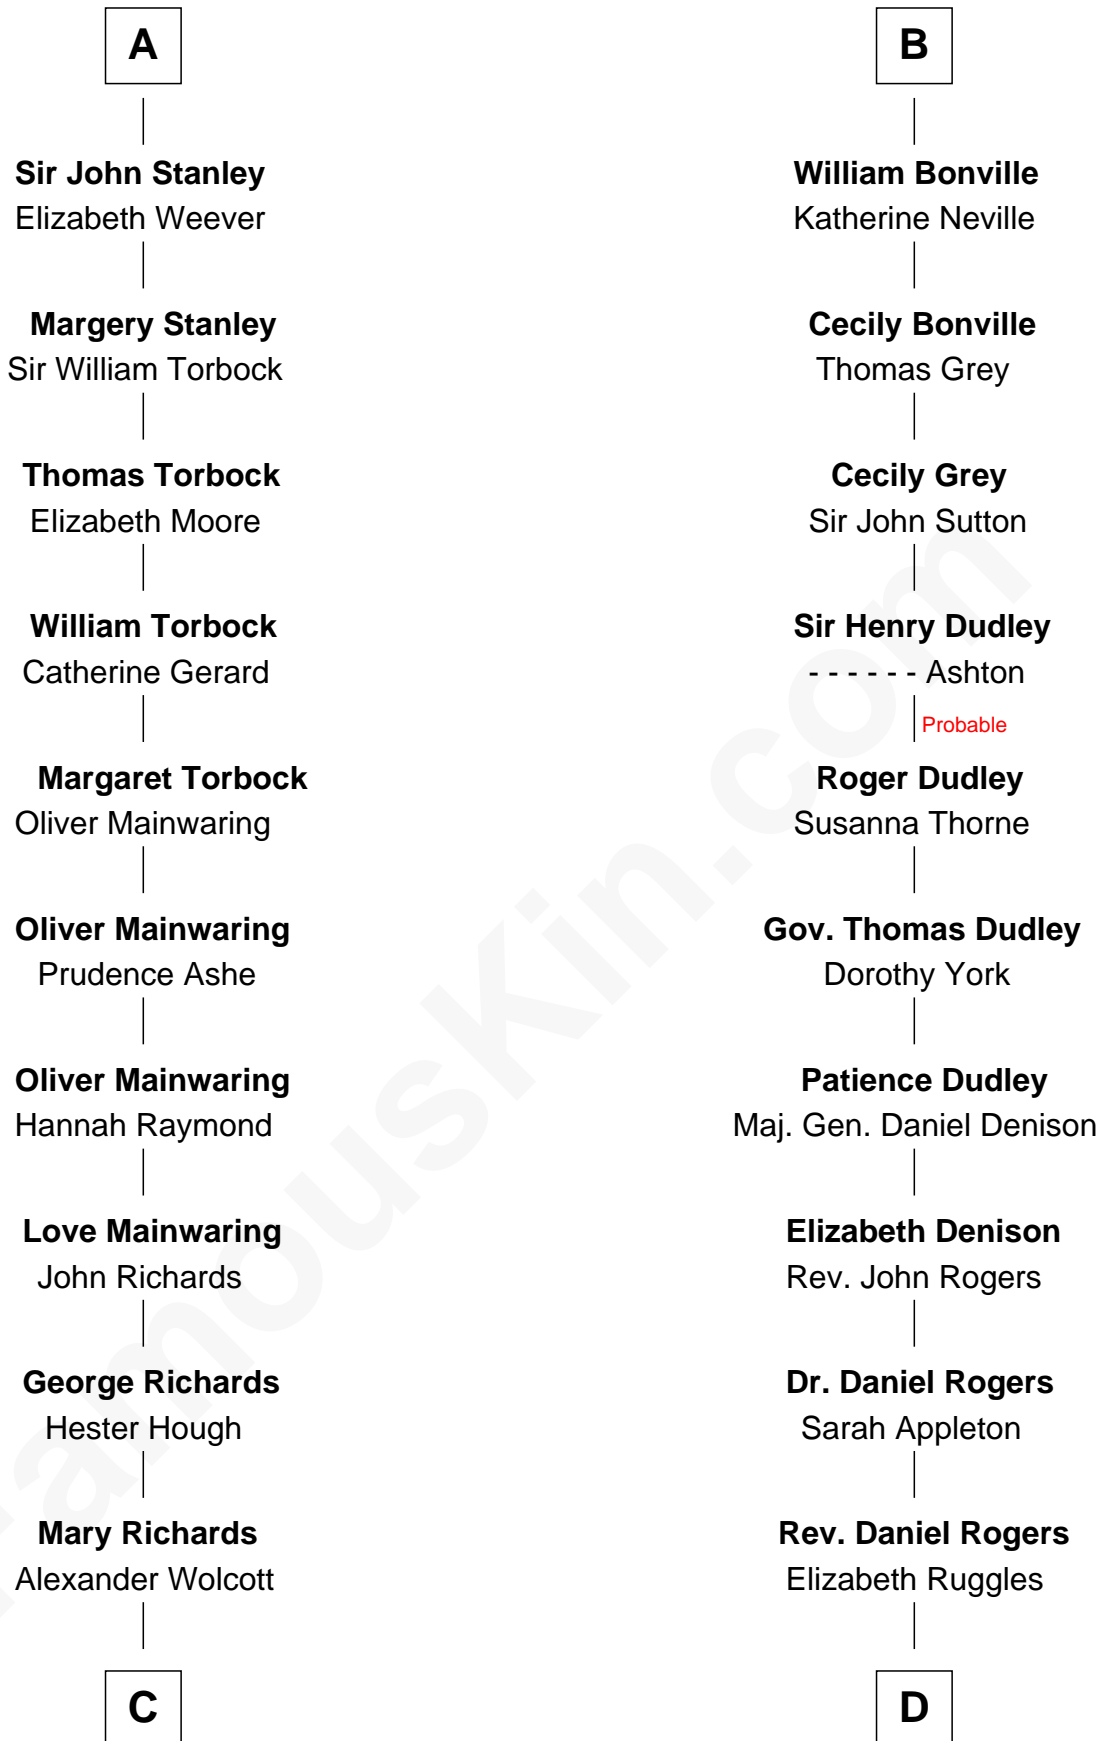 A
Sir John Stanley
Elizabeth Weever
Margery Stanley
Sir William Torbock
Thomas Torbock
Elizabeth Moore
William Torbock
Catherine Gerard
Margaret Torbock
Oliver Mainwaring
Oliver Mainwaring
Prudence Ashe
Oliver Mainwaring
Hannah Raymond
Love Mainwaring
John Richards
George Richards
Hester Hough
Mary Richards
Alexander Wolcott
C
B
William Bonville
Katherine Neville
Cecily Bonville
Thomas Grey
Cecily Grey
Sir John Sutton
Sir Henry Dudley
- - - - - - Ashton
Probable
Roger Dudley
Susanna Thorne
Gov. Thomas Dudley
Dorothy York
Patience Dudley
Maj. Gen. Daniel Denison
Elizabeth Denison
Rev. John Rogers
Dr. Daniel Rogers
Sarah Appleton
Rev. Daniel Rogers
Elizabeth Ruggles
D
FamousKin.com